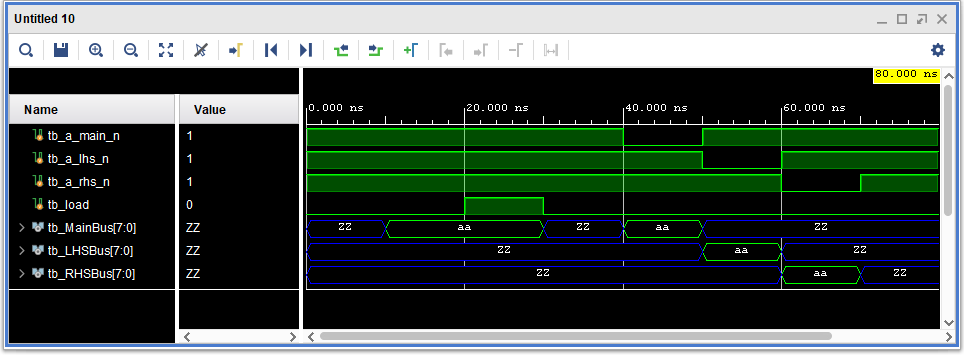 Untitled 10
80.000 ns
0.000 ns 20.000 ns 40.000 ns 60.000 ns
Name Value
tb_a_main_n 1
tb_a_lhs_n 1
tb_a_rhs_n 1
tb_load 0
tb_MainBus[7:0] ZZ ZZ aa ZZ aa ZZ
tb_LHSBus[7:0] ZZ ZZ aa ZZ
tb_RHSBus[7:0] ZZ ZZ aa ZZ